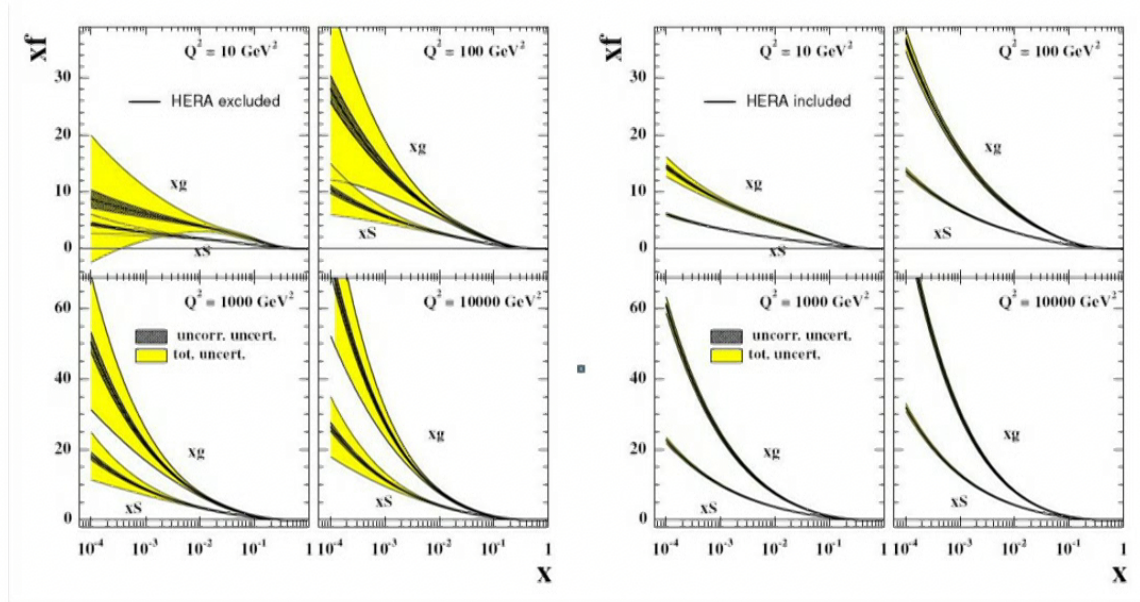 xf
Q² = 10 GeV²
Q² = 100 GeV²
30
HERA excluded
20
xg
xg
10
xS
0
xS
Q² = 1000 GeV²
Q² = 10000 GeV²
60
uncorr. uncert.
tot. uncert.
40
xg
20
xg
xS
xS
0
10⁻⁴ 10⁻³ 10⁻² 10⁻¹ 1 10⁻⁴ 10⁻³ 10⁻² 10⁻¹ 1
x
xf
Q² = 10 GeV²
Q² = 100 GeV²
30
HERA included
20
xg
xg
10
xS
0
xS
Q² = 1000 GeV²
Q² = 10000 GeV²
60
uncorr. uncert.
tot. uncert.
40
xg
20
xg
xS
xS
0
10⁻⁴ 10⁻³ 10⁻² 10⁻¹ 1 10⁻⁴ 10⁻³ 10⁻² 10⁻¹ 1
x